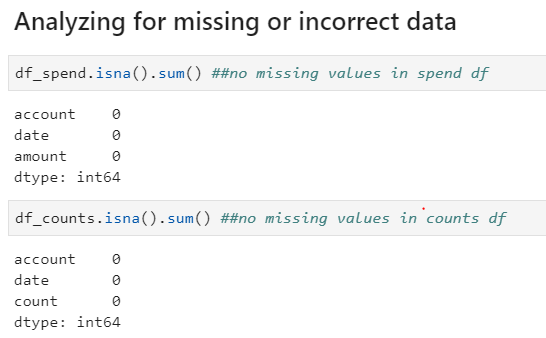 Analyzing for missing or incorrect data
df_spend.isna().sum() ##no missing values in spend df
account 0
date 0
amount 0
dtype: int64
df_counts.isna().sum() ##no missing values in counts df
account 0
date 0
count 0
dtype: int64